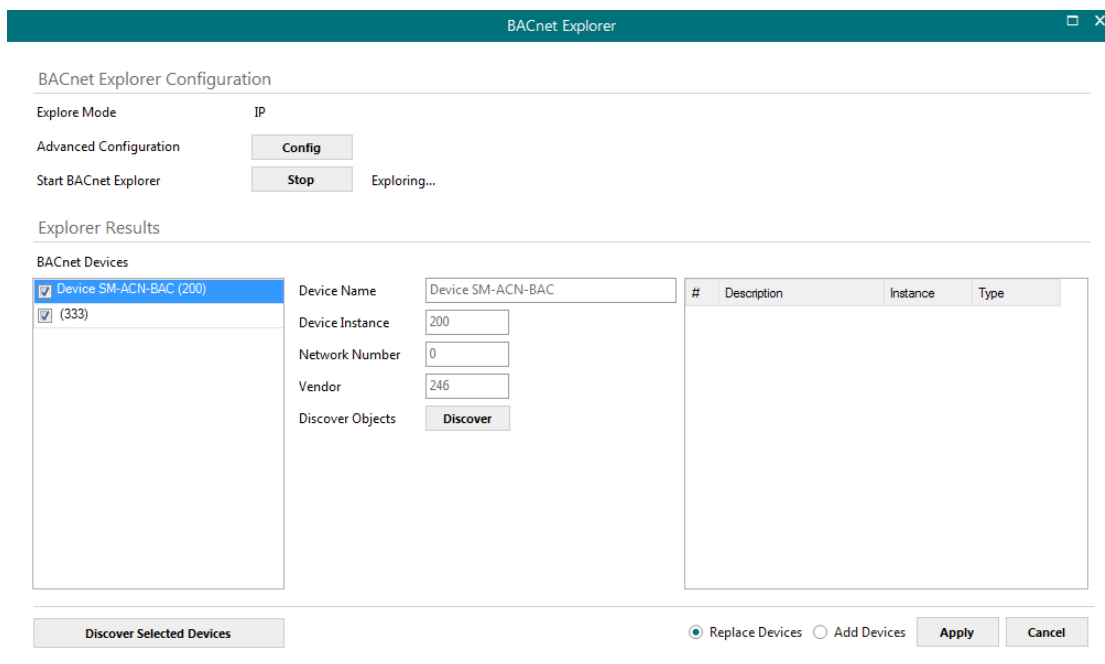 BACnet Explorer
BACnet Explorer Configuration
Explore Mode IP
Advanced Configuration Config
Start BACnet Explorer Stop Exploring...
Explorer Results
BACnet Devices
Device SM-ACN-BAC (200)
(333)
Device Name Device SM-ACN-BAC
Device Instance 200
Network Number 0
Vendor 246
Discover Objects Discover
# Description Instance Type
Discover Selected Devices
Replace Devices Add Devices Apply Cancel